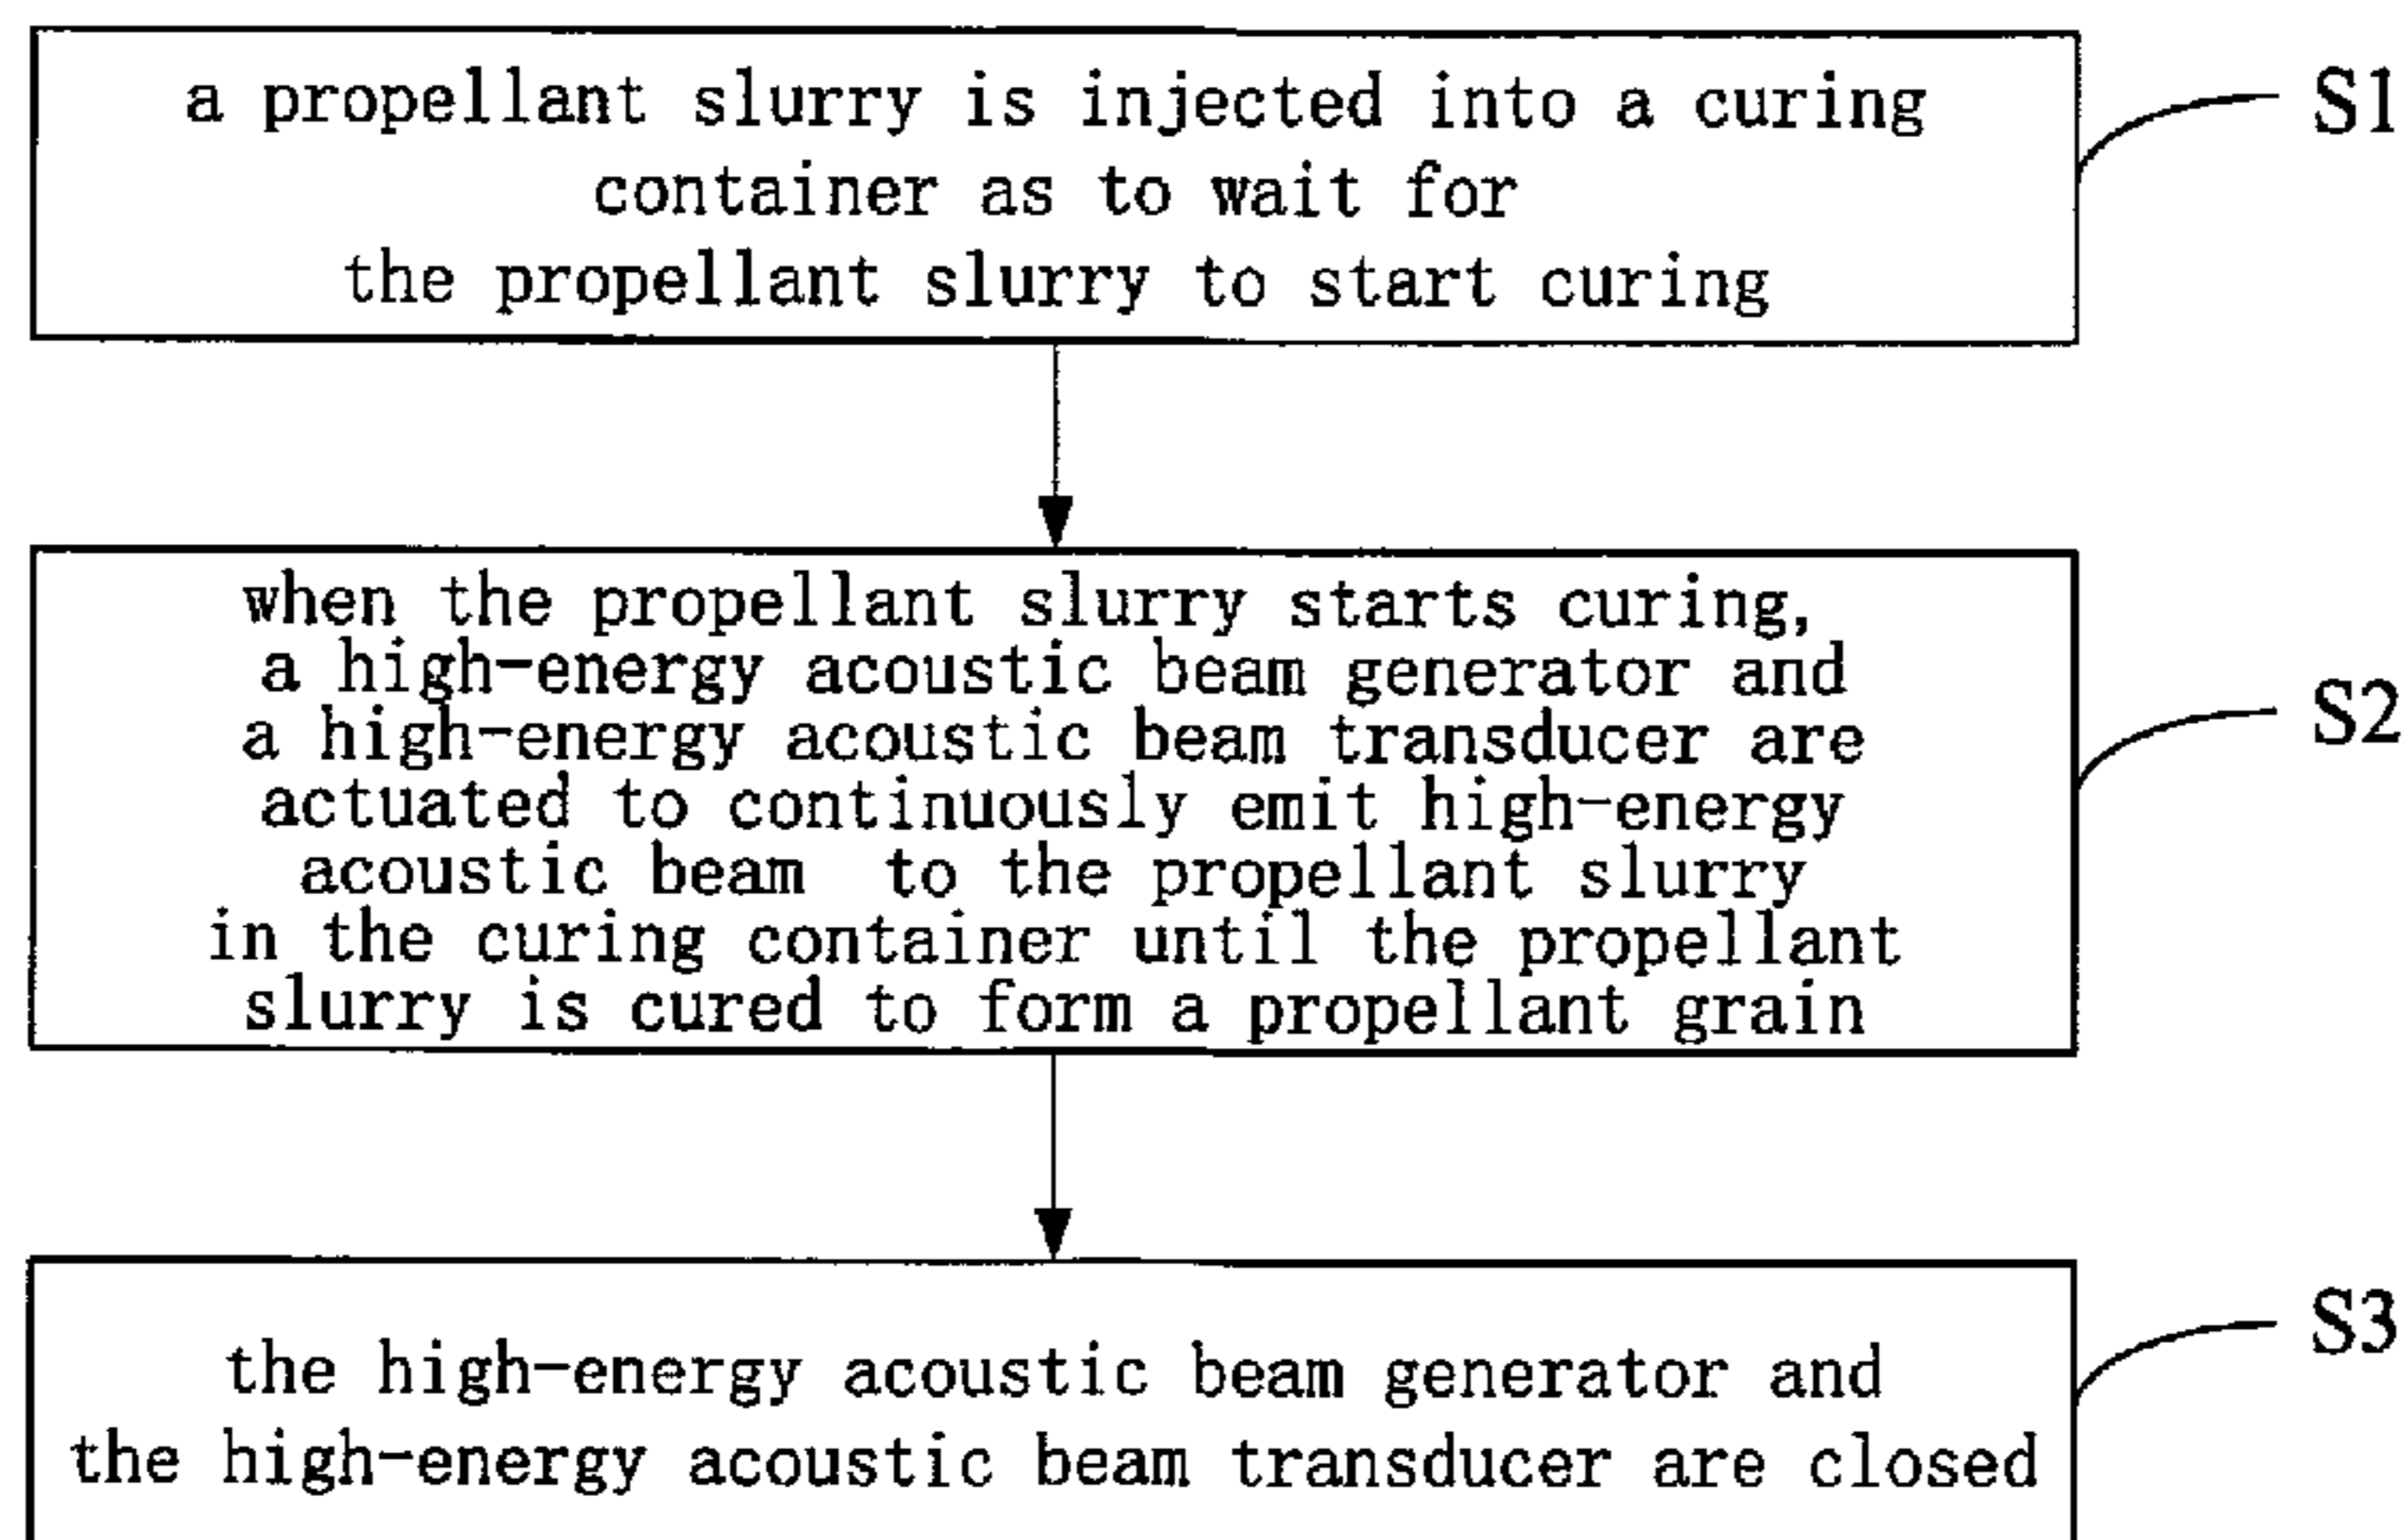 a propellant slurry is injected into a curing
container as to wait for
the propellant slurry to start curing
S1
when the propellant slurry starts curing,
a high-energy acoustic beam generator and
a high-energy acoustic beam transducer are
actuated to continuously emit high-energy
acoustic beam to the propellant slurry
in the curing container until the propellant
slurry is cured to form a propellant grain
S2
the high-energy acoustic beam generator and
the high-energy acoustic beam transducer are closed
S3